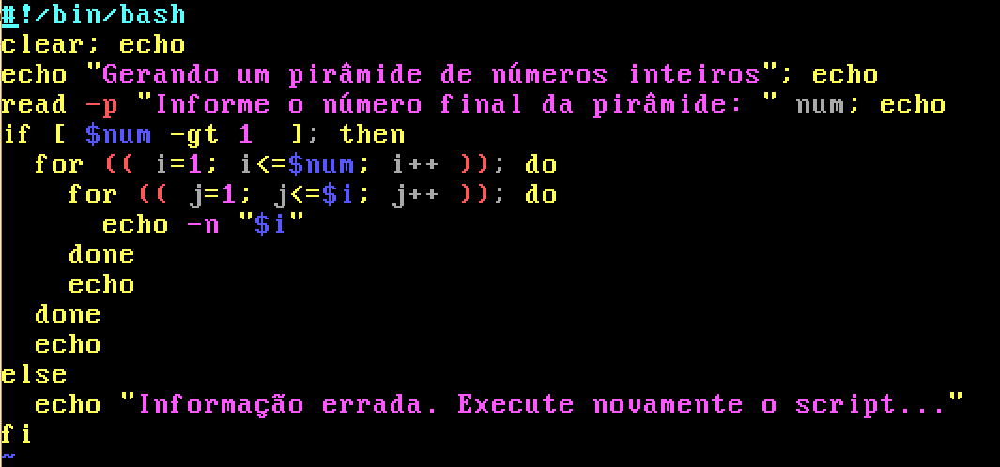 #!/bin/bash
clear; echo
echo "Gerando um pirâmide de números inteiros"; echo
read -p "Informe o número final da pirâmide: " num; echo
if [ $num -gt 1  ]; then
  for (( i=1; i<=$num; i++ )); do
    for (( j=1; j<=$i; j++ )); do
      echo -n "$i"
    done
    echo
  done
  echo
else
  echo "Informação errada. Execute novamente o script..."
fi
~